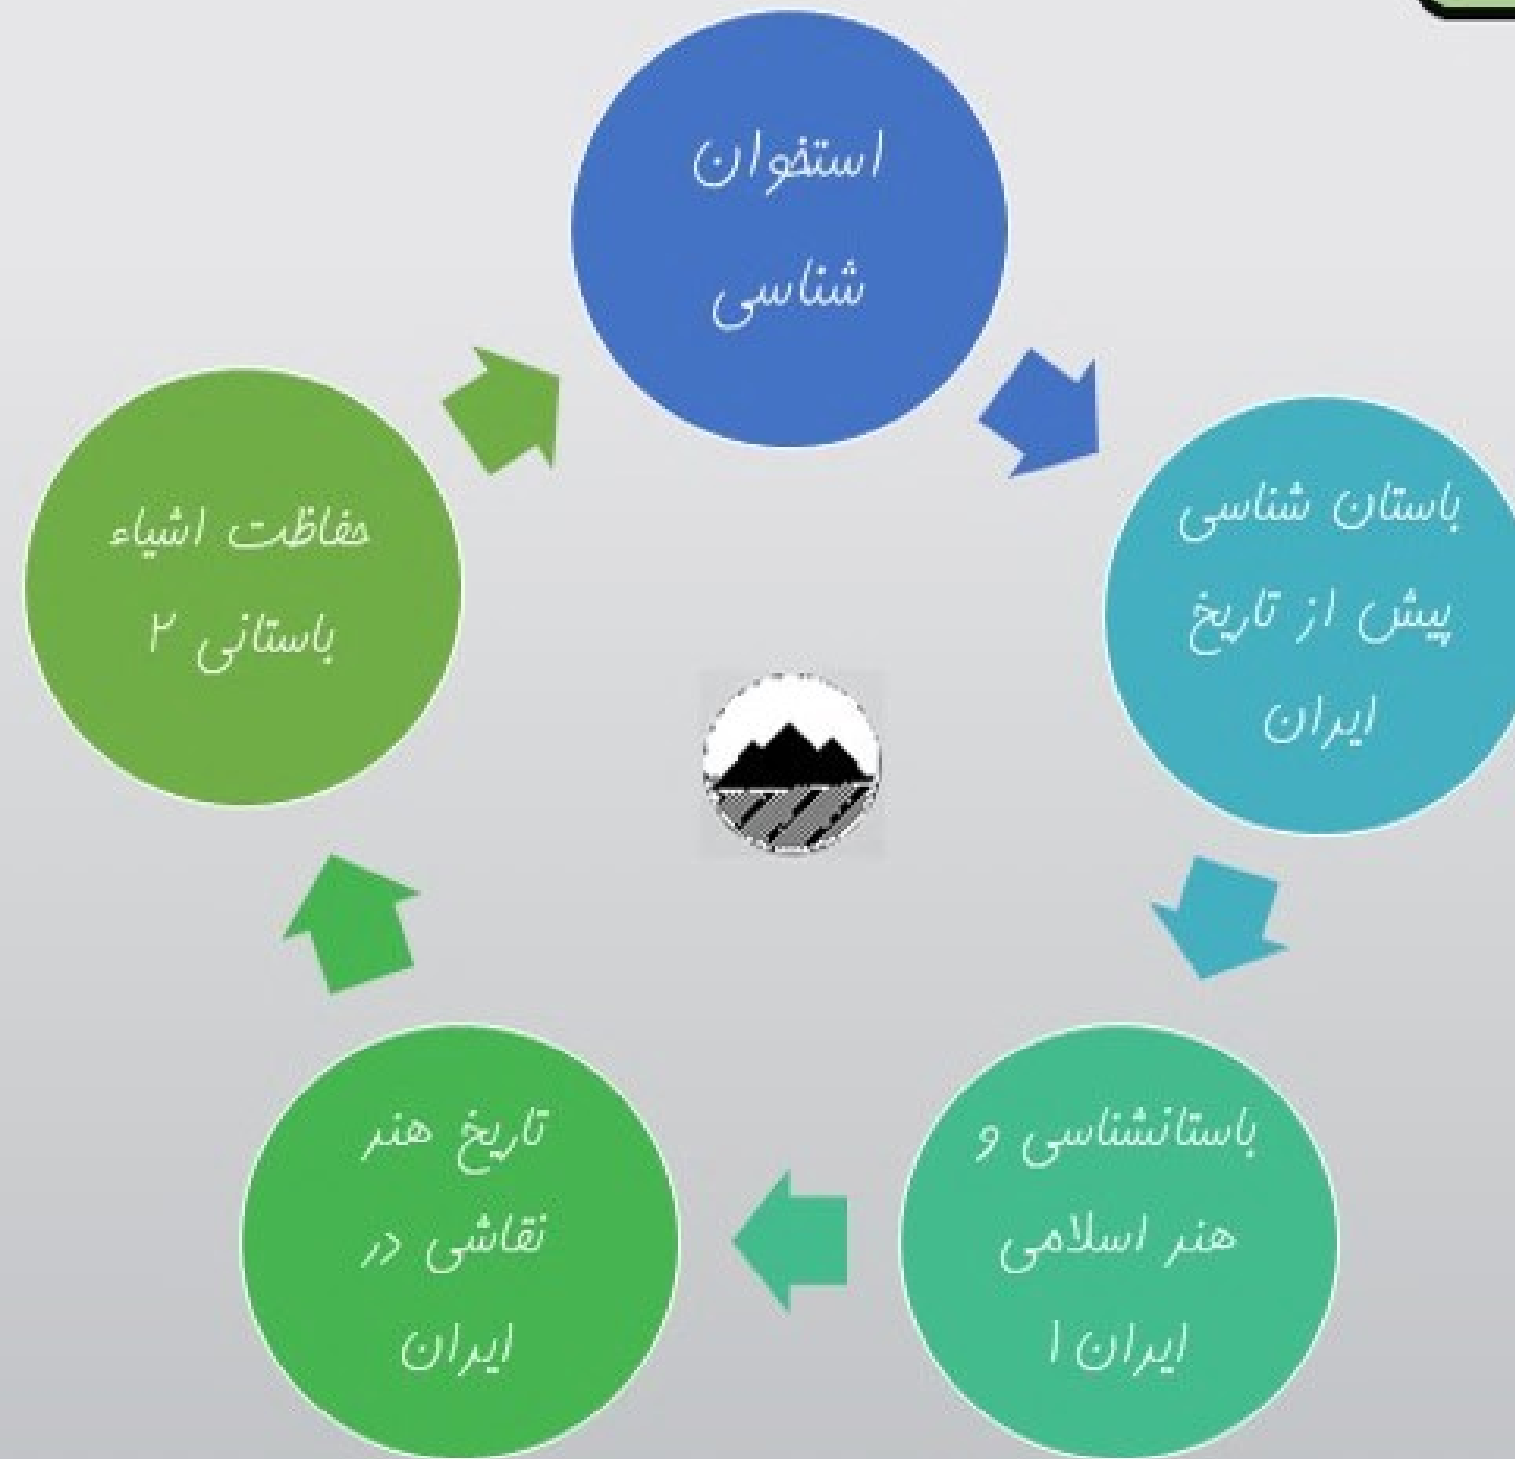 استخوان
شناسی
باستان شناسی
پیش از تاریخ
ایران
باستانشناسی و
هنر اسلامی
ایران ۱
تاریخ هنر
نقاشی در
ایران
حفاظت اشیاء
باستانی ۲